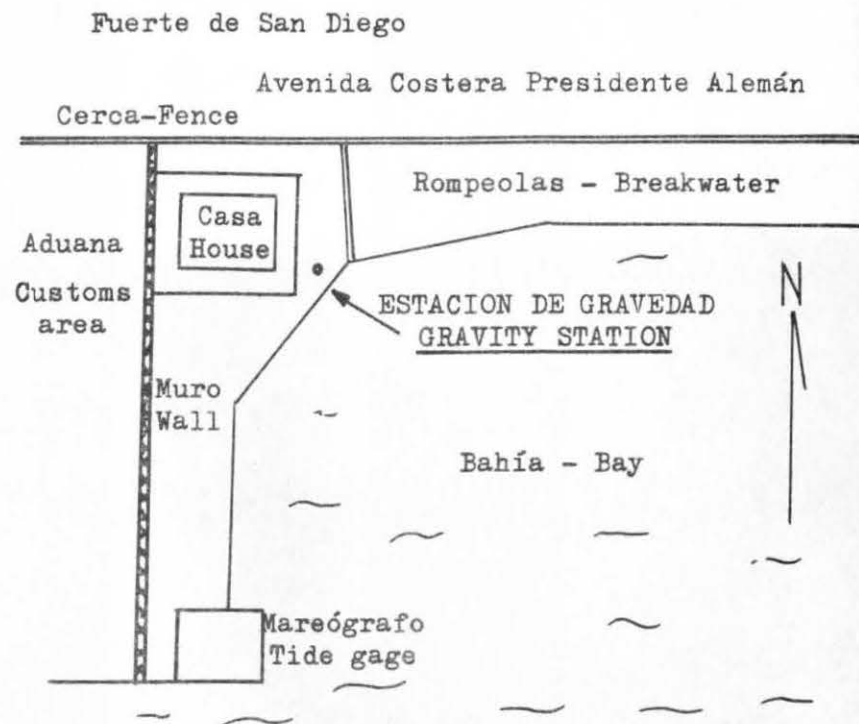 Fuerte de San Diego
Avenida Costera Presidente Alemán
Cerca-Fence
Rompeolas - Breakwater
Casa
House
Aduana
Customs
area
N
ESTACION DE GRAVEDAD
GRAVITY STATION
Muro
Wall
Bahía - Bay
Mareógrafo
Tide gage